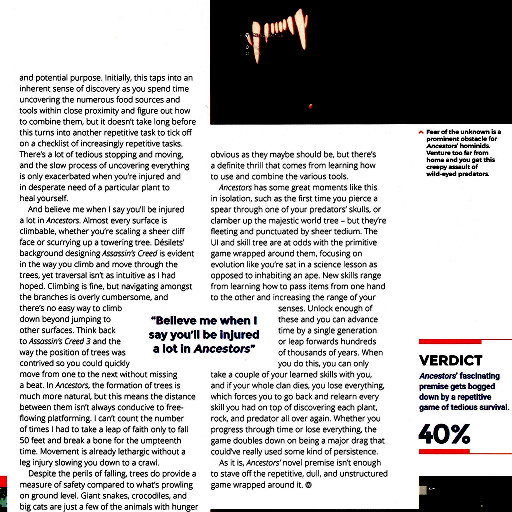 and potential purpose. Initially, this taps into an
inherent sense of discovery as you spend time
uncovering the numerous food sources and
tools within close proximity and figure out how
to combine them, but it doesn't take long before
this turns into another repetitive task to tick off
on a checklist of increasingly repetitive tasks.
There's a lot of tedious stopping and moving,
and the slow process of uncovering everything
is only exacerbated when you're injured and
in desperate need of a particular plant to
heal yourself.
And believe me when I say you'll be injured
a lot in Ancestors. Almost every surface is
climbable, whether you're scaling a sheer cliff
face or scurrying up a towering tree. Désilets'
background designing Assassin's Creed is evident
in the way you climb and move through the
trees, yet traversal isn't as intuitive as I had
hoped. Climbing is fine, but navigating amongst
the branches is overly cumbersome, and
there's no easy way to climb
down beyond jumping to
other surfaces. Think back
to Assassin's Creed 3 and the
way the position of trees was
contrived so you could quickly
move from one to the next without missing
a beat. In Ancestors, the formation of trees is
much more natural, but this means the distance
between them isn't always conducive to free-
flowing platforming. I can't count the number
of times I had to take a leap of faith only to fall
50 feet and break a bone for the umpteenth
time. Movement is already lethargic without a
leg injury slowing you down to a crawl.
Despite the perils of falling, trees do provide a
measure of safety compared to what's prowling
on ground level. Giant snakes, crocodiles, and
big cats are just a few of the animals with hunger
"Believe me when I
say you'll be injured
a lot in Ancestors"
obvious as they maybe should be, but there's
a definite thrill that comes from learning how
to use and combine the various tools.
Ancestors has some great moments like this
in isolation, such as the first time you pierce a
spear through one of your predators' skulls, or
clamber up the majestic world tree – but they're
fleeting and punctuated by sheer tedium. The
UI and skill tree are at odds with the primitive
game wrapped around them, focusing on
evolution like you're sat in a science lesson as
opposed to inhabiting an ape. New skills range
from learning how to pass items from one hand
to the other and increasing the range of your
senses. Unlock enough of
these and you can advance
time by a single generation
or leap forwards hundreds
of thousands of years. When
you do this, you can only
take a couple of your learned skills with you,
and if your whole clan dies, you lose everything,
which forces you to go back and relearn every
skill you had on top of discovering each plant,
rock, and predator all over again. Whether you
progress through time or lose everything, the
game doubles down on being a major drag that
could've really used some kind of persistence.
As it is, Ancestors' novel premise isn't enough
to stave off the repetitive, dull, and unstructured
game wrapped around it.
Fear of the unknown is a
prominent obstacle for
Ancestors' hominids.
Venture too far from
home and you get this
creepy assault of
wild-eyed predators.
VERDICT
Ancestors' fascinating
premise gets bogged
down by a repetitive
game of tedious survival.
40%